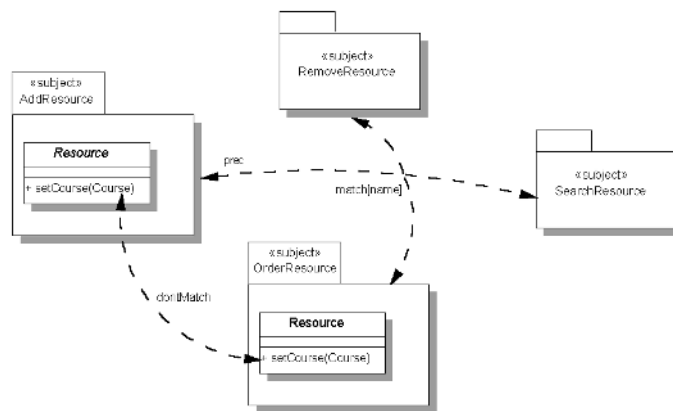 «subject»
RemoveResource
«subject»
AddResource
Resource
+ setCourse(Course)
prec
match[name]
«subject»
SearchResource
«subject»
OrderResource
dontMatch
Resource
+ setCourse(Course)